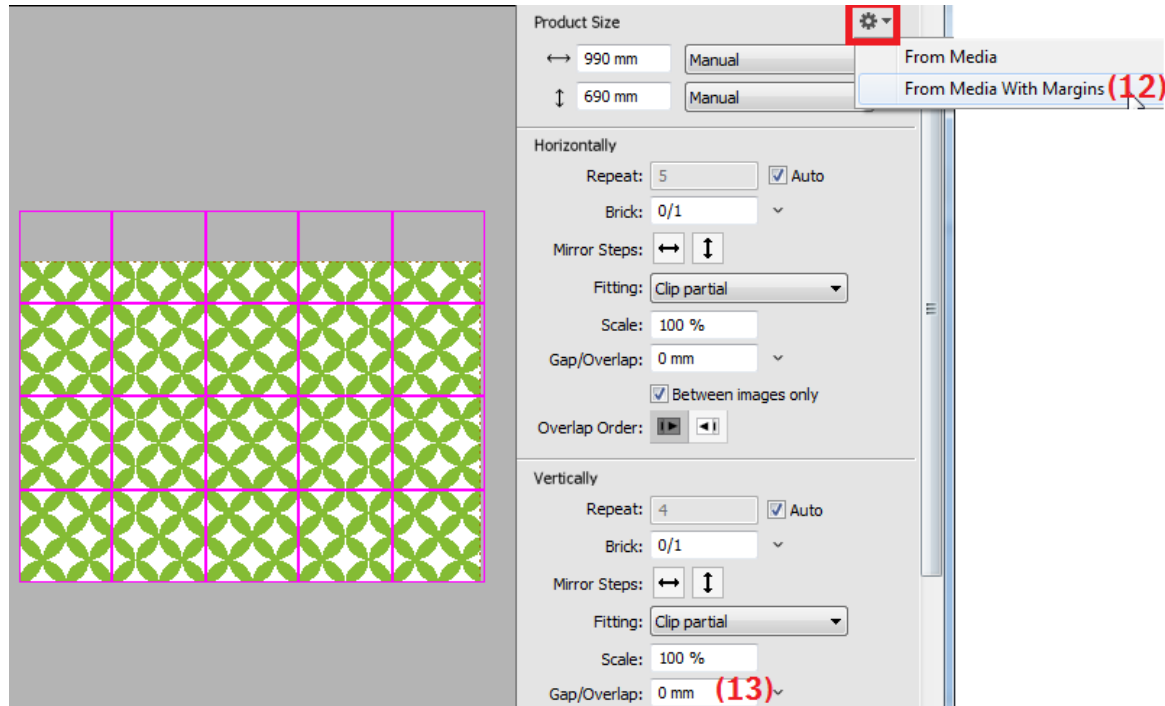 Product Size
990 mm Manual From Media
690 mm Manual From Media With Margins (12)
Horizontally
Repeat: 5 Auto
Brick: 0/1
Mirror Steps:
Fitting: Clip partial
Scale: 100 %
Gap/Overlap: 0 mm
Between images only
Overlap Order:
Vertically
Repeat: 4 Auto
Brick: 0/1
Mirror Steps:
Fitting: Clip partial
Scale: 100 %
Gap/Overlap: 0 mm (13)